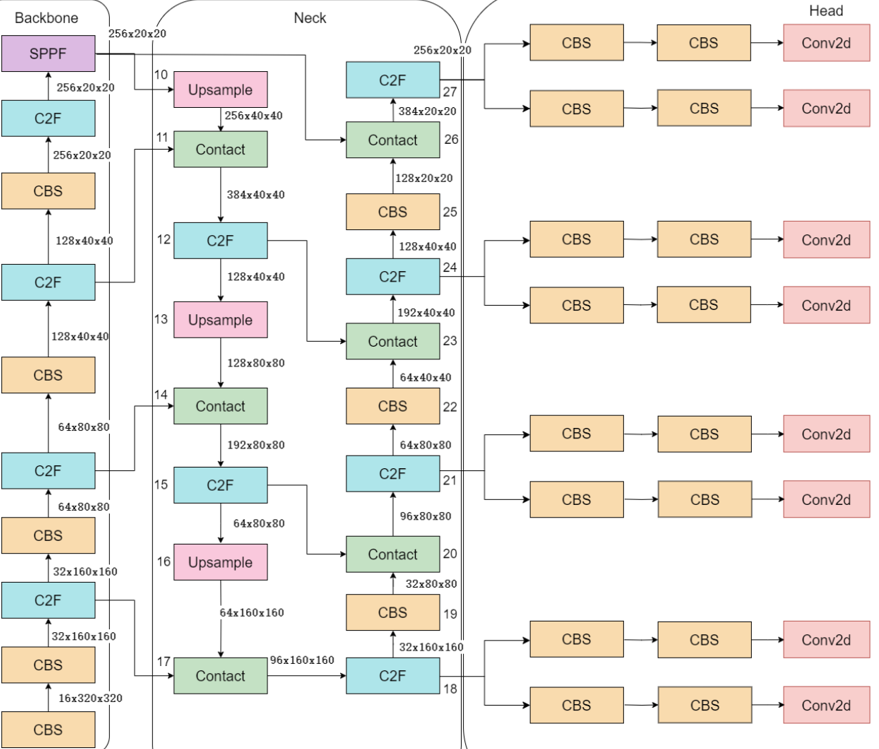 Backbone
Neck
Head
256x20x20
SPPF
256x20x20
C2F
256x20x20
CBS
128x40x40
C2F
128x40x40
CBS
64x80x80
C2F
64x80x80
CBS
32x160x160
C2F
32x160x160
CBS
16x320x320
CBS
10
Upsample
256x40x40
11
Contact
384x40x40
12
C2F
128x40x40
13
Upsample
128x80x80
14
Contact
192x80x80
15
C2F
64x80x80
16
Upsample
64x160x160
17
Contact
96x160x160
256x20x20
C2F
27
384x20x20
Contact
26
128x20x20
CBS
25
128x40x40
C2F
24
192x40x40
Contact
23
64x40x40
CBS
22
64x80x80
C2F
21
96x80x80
Contact
20
32x80x80
CBS
19
32x160x160
C2F
18
CBS CBS Conv2d
CBS CBS Conv2d
CBS CBS Conv2d
CBS CBS Conv2d
CBS CBS Conv2d
CBS CBS Conv2d
CBS CBS Conv2d
CBS CBS Conv2d